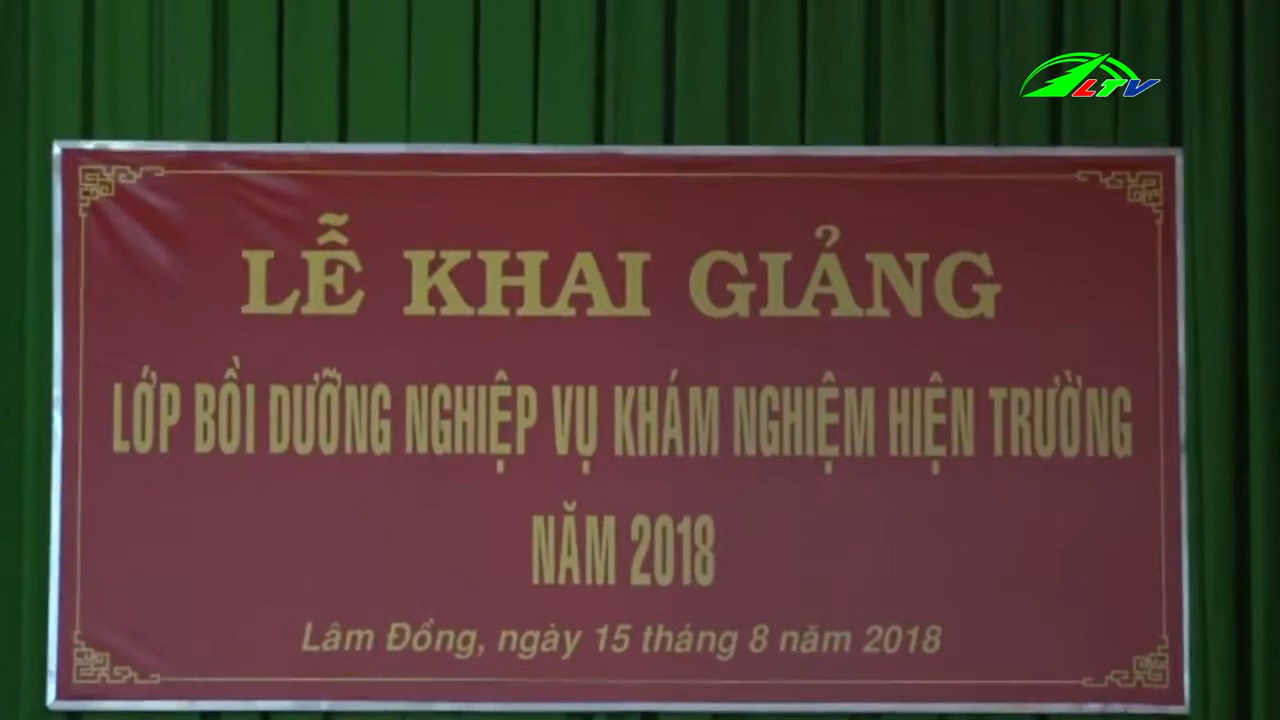 LTV
LỄ KHAI GIẢNG
LỚP BỒI DƯỠNG NGHIỆP VỤ KHÁM NGHIỆM HIỆN TRƯỜNG
NĂM 2018
Lâm Đồng, ngày 15 tháng 8 năm 2018